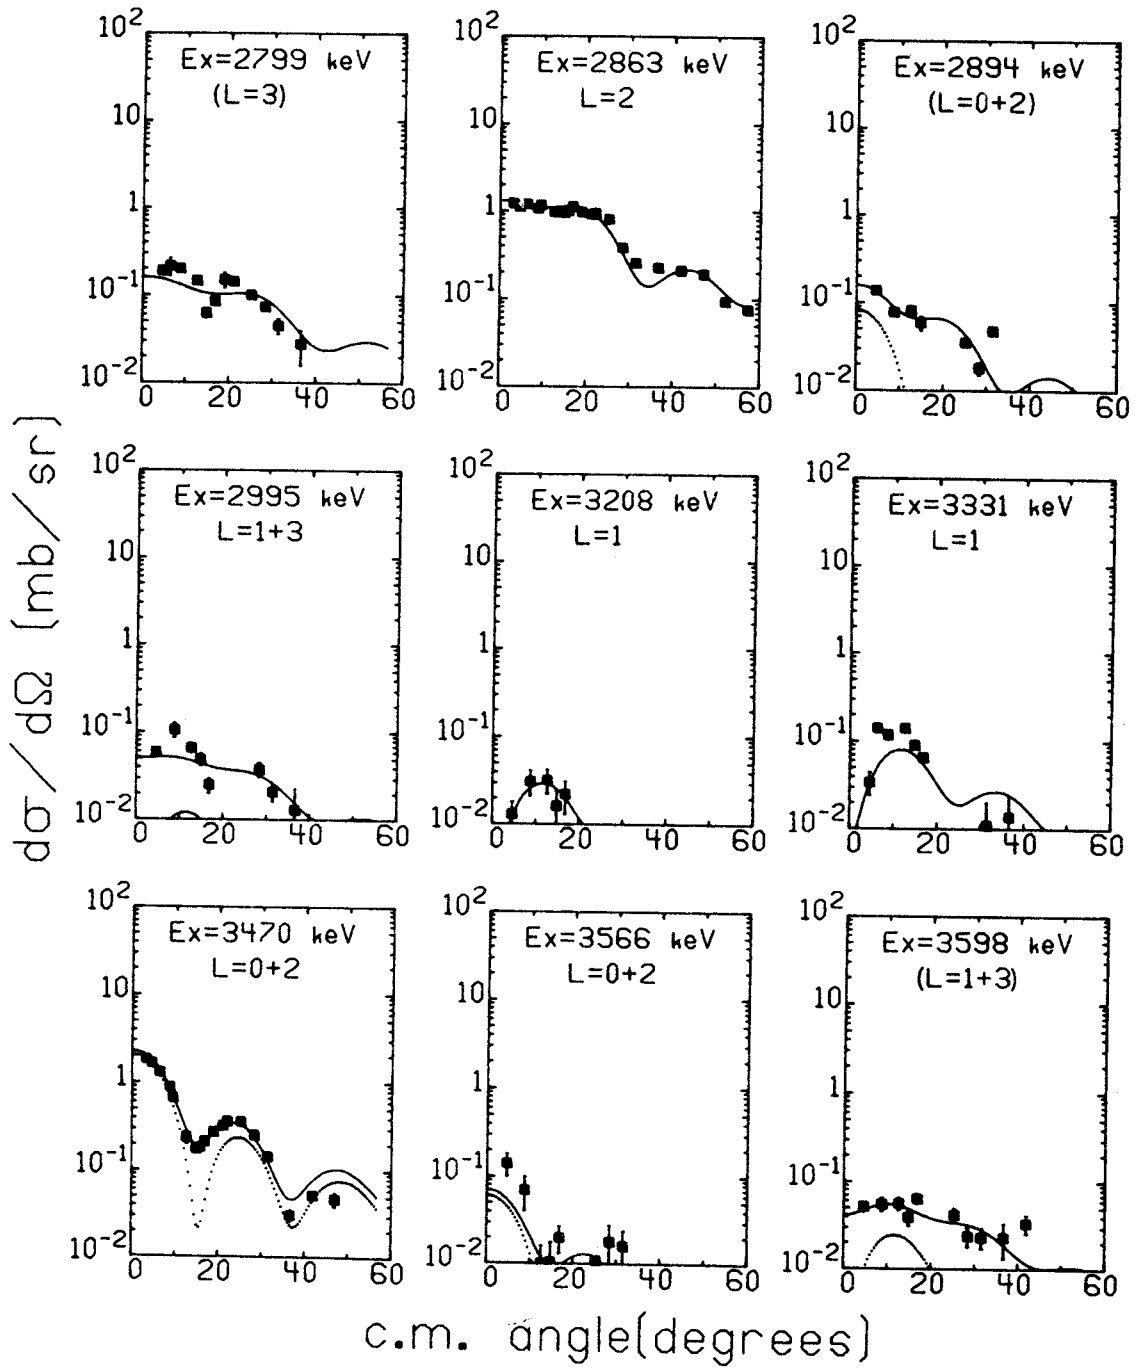 dσ/dΩ [mb/sr]
Ex=2799 keV
(L=3)
10²
10
1
10⁻¹
10⁻²
0 20 40 60
Ex=2863 keV
L=2
10²
10
1
10⁻¹
10⁻²
0 20 40 60
Ex=2894 keV
(L=0+2)
10²
10
1
10⁻¹
10⁻²
0 20 40 60
Ex=2995 keV
L=1+3
10²
10
1
10⁻¹
10⁻²
0 20 40 60
Ex=3208 keV
L=1
10²
10
1
10⁻¹
10⁻²
0 20 40 60
Ex=3331 keV
L=1
10²
10
1
10⁻¹
10⁻²
0 20 40 60
Ex=3470 keV
L=0+2
10²
10
1
10⁻¹
10⁻²
0 20 40 60
Ex=3566 keV
L=0+2
10²
10
1
10⁻¹
10⁻²
0 20 40 60
Ex=3598 keV
(L=1+3)
10²
10
1
10⁻¹
10⁻²
0 20 40 60
c.m. angle(degrees)